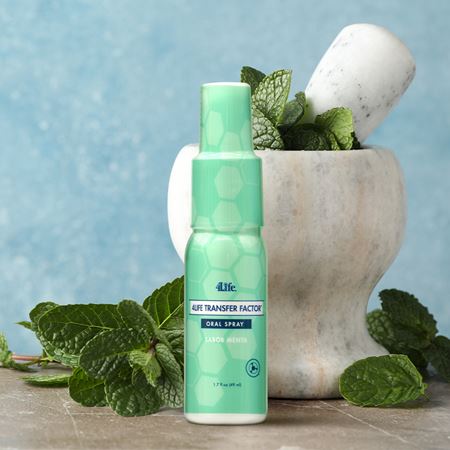 4Life.
4LIFE TRANSFER FACTOR®
ORAL SPRAY
SABOR MENTA
1.7 fl oz (49 ml)